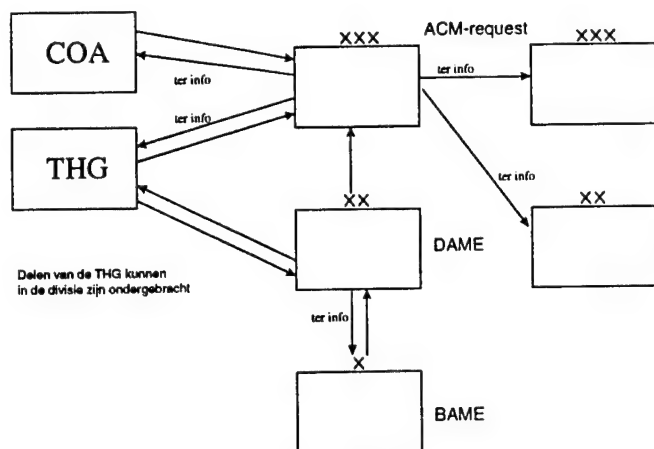 XXX
ACM-request
XXX
COA
ter info
ter info
ter info
THG
ter info
XX
XX
DAME
Delen van de THG kunnen
in de divisie zijn ondergebracht
ter info
X
BAME